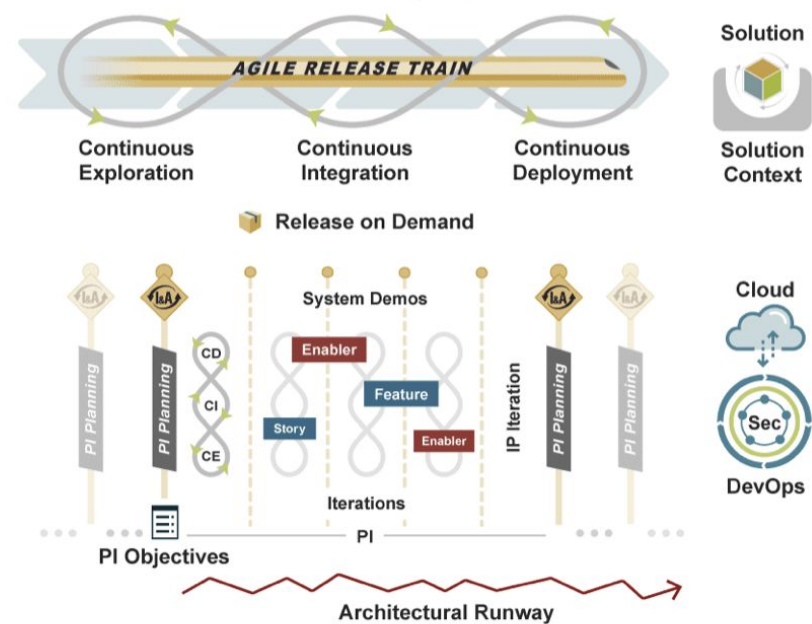 AGILE RELEASE TRAIN
Solution
Continuous
Exploration
Continuous
Integration
Continuous
Deployment
Solution
Context
Release on Demand
I&A
I&A
System Demos
I&A
I&A
Cloud
PI Planning
PI Planning
CD
CI
CE
Enabler
Feature
Story
Enabler
IP Iteration
PI Planning
PI Planning
Sec
DevOps
Iterations
PI
PI Objectives
Architectural Runway